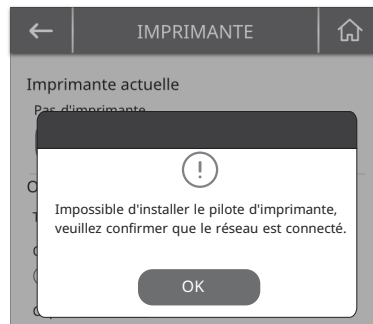 IMPRIMANTE
Imprimante actuelle
Pas d'imprimante
Impossible d'installer le pilote d'imprimante,
veuillez confirmer que le réseau est connecté.
OK